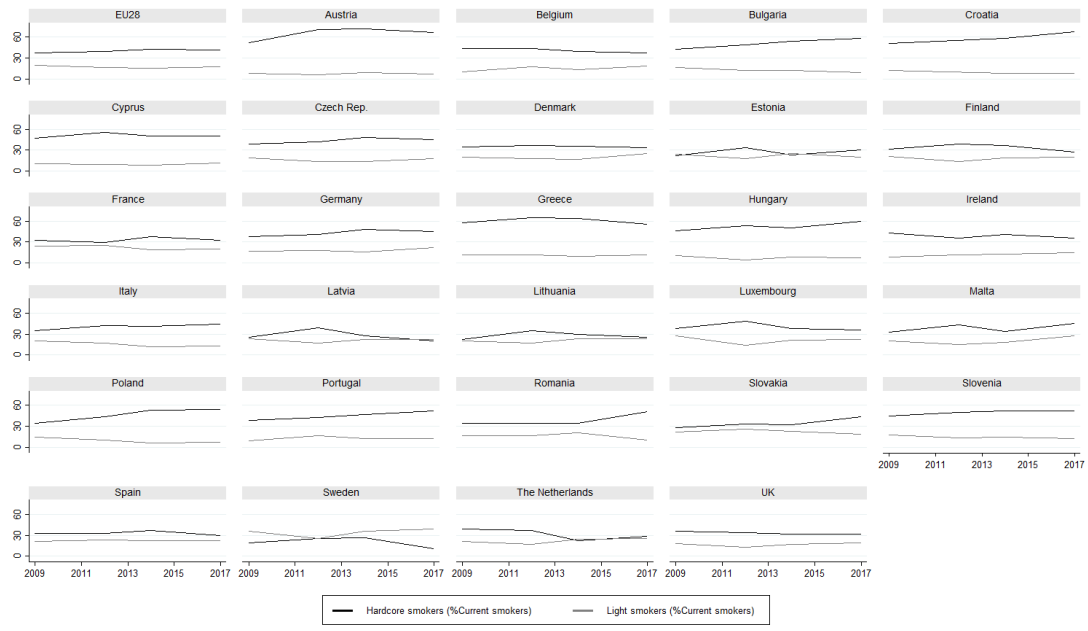 EU28 Austria Belgium Bulgaria Croatia
60
30
0
Cyprus Czech Rep. Denmark Estonia Finland
60
30
0
France Germany Greece Hungary Ireland
60
30
0
Italy Latvia Lithuania Luxembourg Malta
60
30
0
Poland Portugal Romania Slovakia Slovenia
60
30
0
2009 2011 2013 2015 2017
Spain Sweden The Netherlands UK
60
30
0
2009 2011 2013 2015 2017 2009 2011 2013 2015 2017 2009 2011 2013 2015 2017 2009 2011 2013 2015 2017
Hardcore smokers (%Current smokers) Light smokers (%Current smokers)